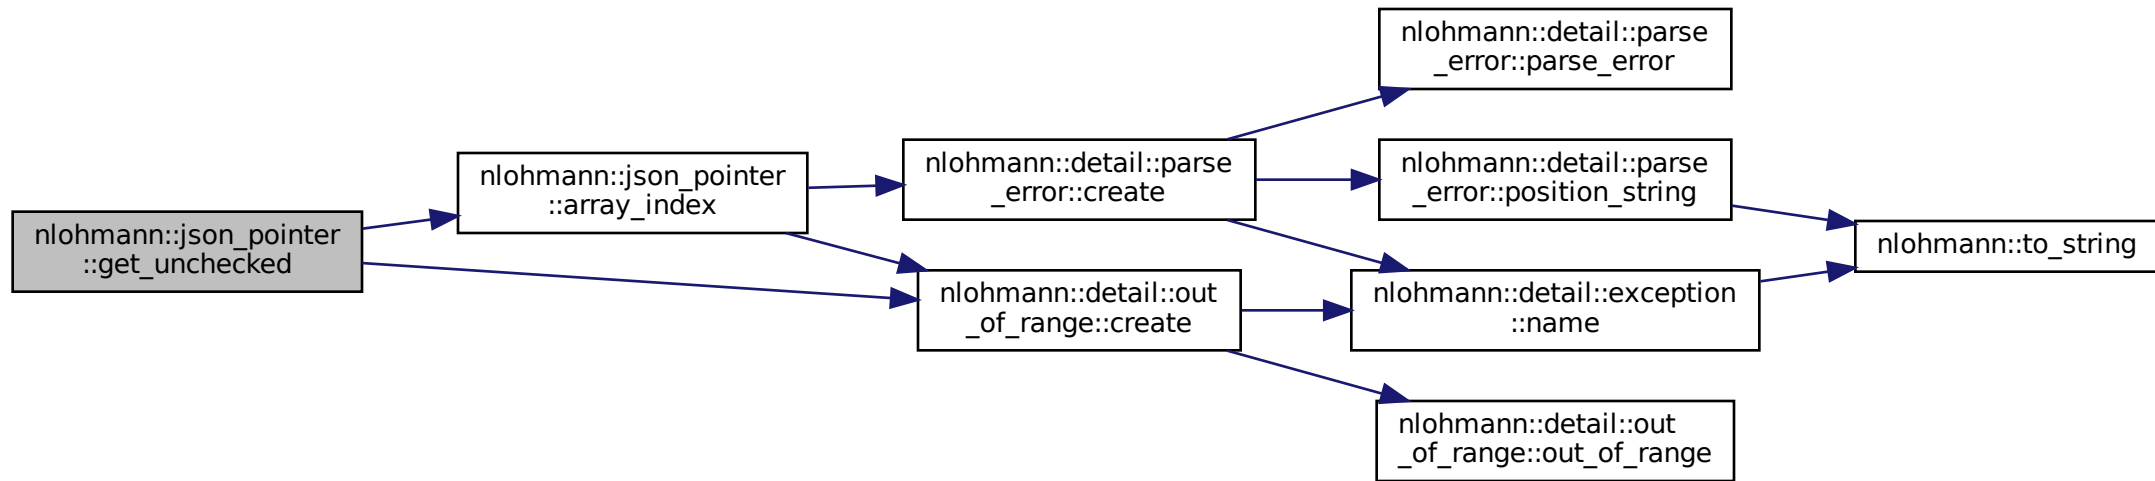 nlohmann::json_pointer
::get_unchecked
nlohmann::json_pointer
::array_index
nlohmann::detail::parse
_error::create
nlohmann::detail::out
_of_range::create
nlohmann::detail::parse
_error::parse_error
nlohmann::detail::parse
_error::position_string
nlohmann::detail::exception
::name
nlohmann::detail::out
_of_range::out_of_range
nlohmann::to_string